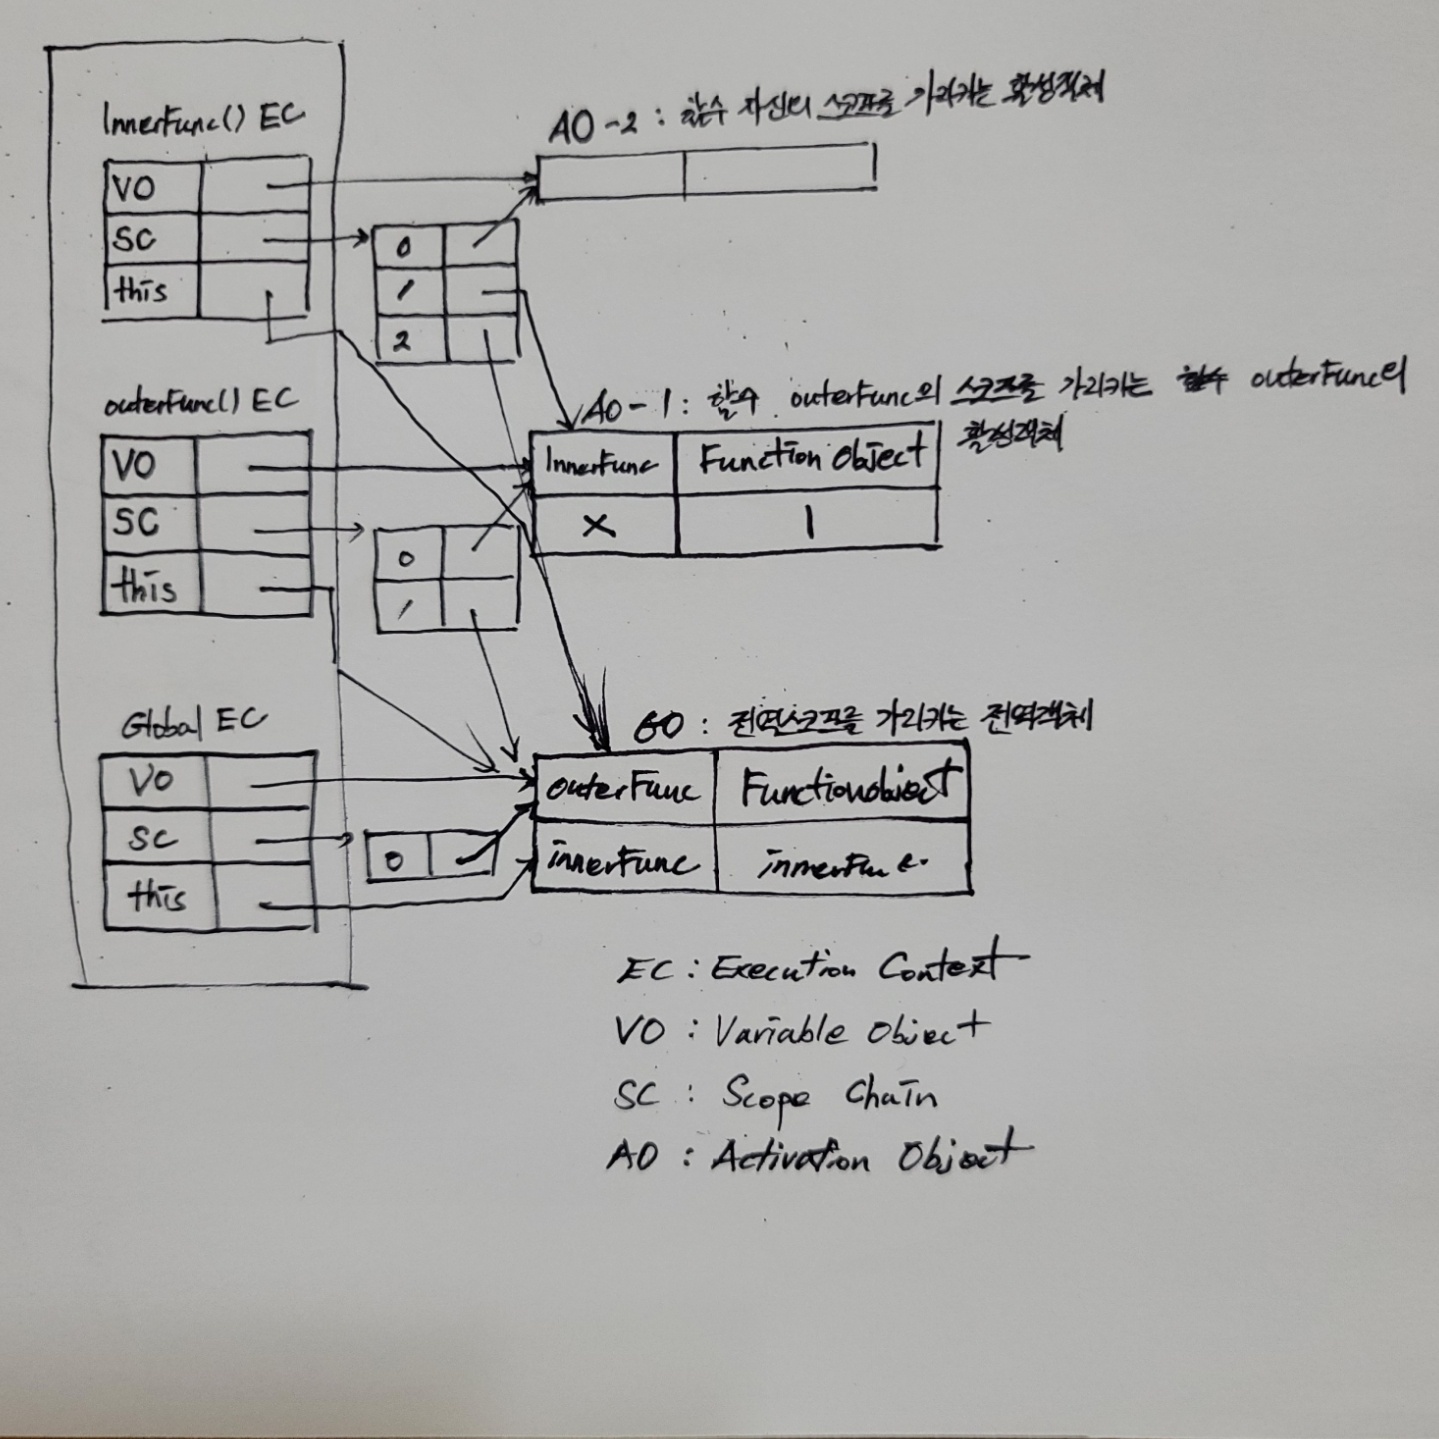 InnerFunc() EC
AO-2 : 함수 자신의 스코프를 가리키는 활성객체
VO
SC
this
0
1
2
outerFunc() EC
AO-1 : 함수 outerFunc의 스코프를 가리키는 함수 outerFunc의
활성객체
VO
SC
this
InnerFunc Function Object
x 1
0
1
Global EC
GO : 전역스코프를 가리키는 전역객체
VO
SC
this
0
outerFunc Functionobject
innerFunc innerFunc.
EC : Execution Context
VO : Variable Object
SC : Scope Chain
AO : Activation Object